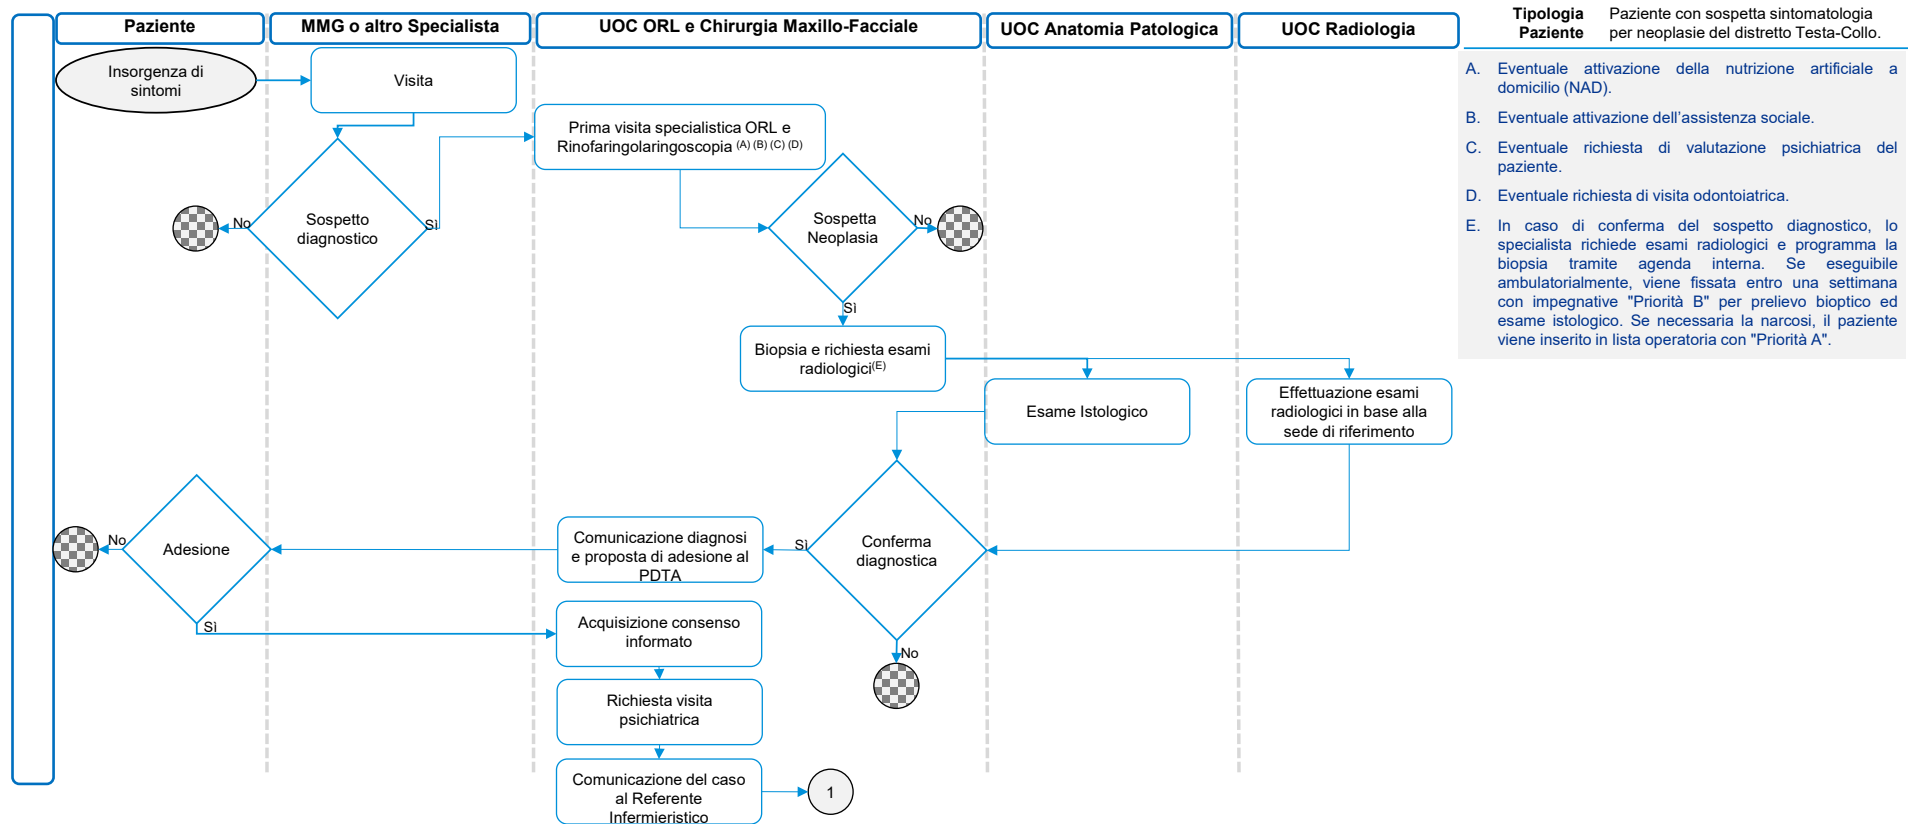 Paziente
MMG o altro Specialista
UOC ORL e Chirurgia Maxillo-Facciale
UOC Anatomia Patologica
UOC Radiologia
Tipologia
Paziente
Paziente con sospetta sintomatologia
per neoplasie del distretto Testa-Collo.
Insorgenza di
sintomi
Visita
Prima visita specialistica ORL e
Rinofaringolaringoscopia (A) (B) (C) (D)
Sospetto
diagnostico
No
Sì
Sospetta
Neoplasia
No
Sì
Biopsia e richiesta esami
radiologici(E)
Esame Istologico
Effettuazione esami
radiologici in base alla
sede di riferimento
Conferma
diagnostica
Sì
No
Comunicazione diagnosi
e proposta di adesione al
PDTA
Adesione
No
Sì
Acquisizione consenso
informato
Richiesta visita
psichiatrica
Comunicazione del caso
al Referente
Infermieristico
1
A. Eventuale attivazione della nutrizione artificiale a
domicilio (NAD).
B. Eventuale attivazione dell'assistenza sociale.
C. Eventuale richiesta di valutazione psichiatrica del
paziente.
D. Eventuale richiesta di visita odontoiatrica.
E. In caso di conferma del sospetto diagnostico, lo
specialista richiede esami radiologici e programma la
biopsia tramite agenda interna. Se eseguibile
ambulatorialmente, viene fissata entro una settimana
con impegnative "Priorità B" per prelievo bioptico ed
esame istologico. Se necessaria la narcosi, il paziente
viene inserito in lista operatoria con "Priorità A".